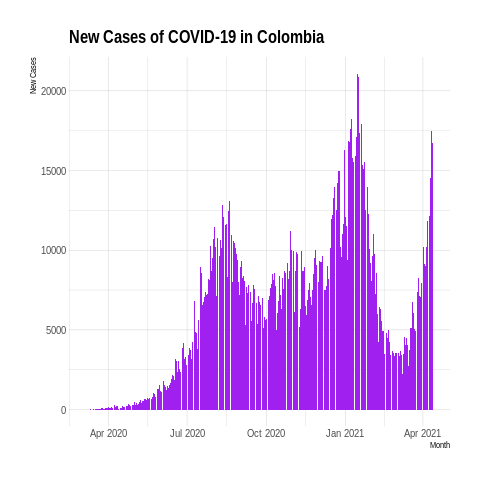 New Cases of COVID-19 in Colombia
New Cases
20000
15000
10000
5000
0
Apr 2020 Jul 2020 Oct 2020 Jan 2021 Apr 2021
Month